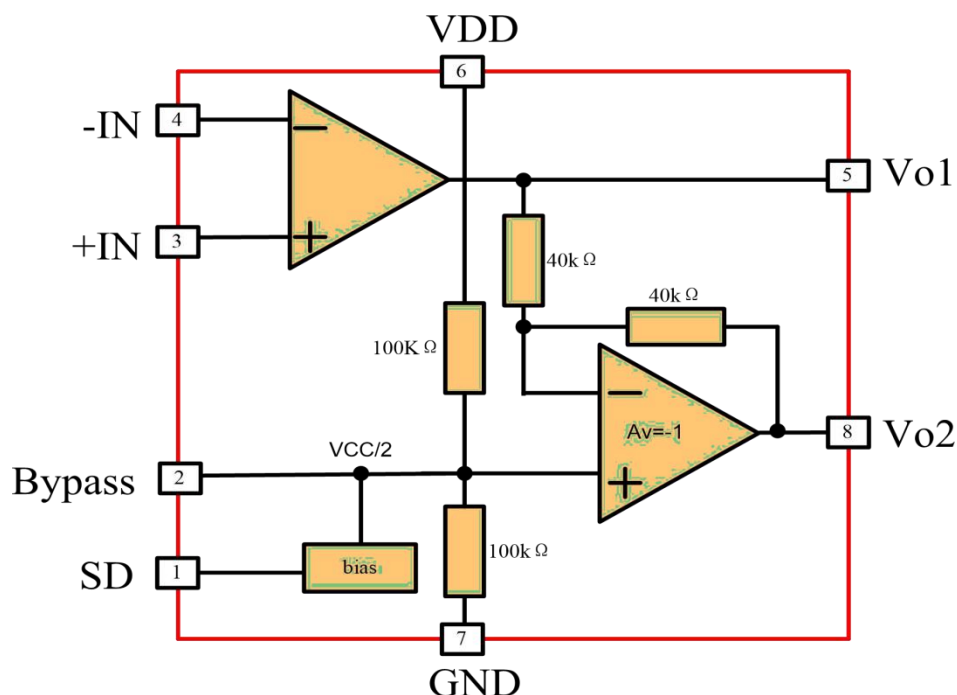 VDD
6
-IN
4
5
Vo1
+IN
3
40k Ω
40k Ω
100K Ω
Av=-1
8
Vo2
VCC/2
Bypass
2
100k Ω
SD
1
bias
7
GND